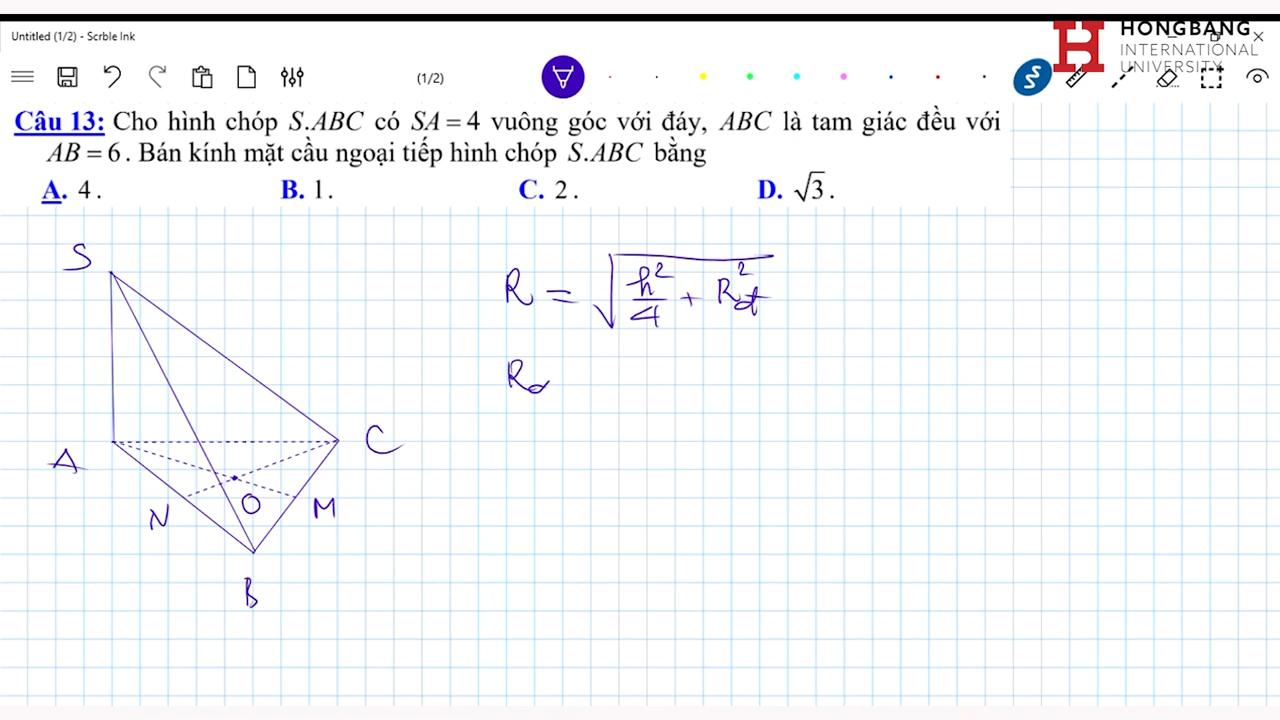 Untitled (1/2) - Scrble Ink
HONGBANG
INTERNATIONAL
UNIVERSITY
(1/2)
Câu 13: Cho hình chóp S.ABC có SA = 4 vuông góc với đáy, ABC là tam giác đều với
AB = 6. Bán kính mặt cầu ngoại tiếp hình chóp S.ABC bằng
A. 4. B. 1. C. 2. D. √3.
S
R = √(h²/4 + R²đ)
Rđ
A
C
N
O
M
B